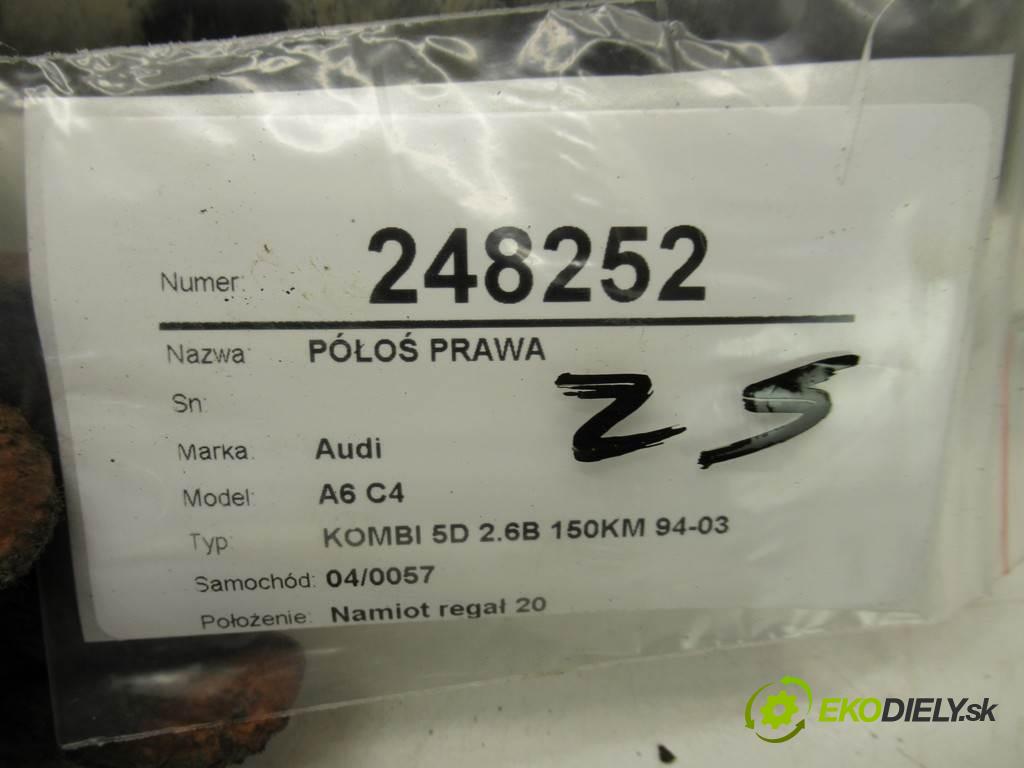 Numer: 248252
Nazwa: PÓŁOŚ PRAWA
Sn:
ZS
Marka: Audi
Model: A6 C4
Typ: KOMBI 5D 2.6B 150KM 94-03
Samochód: 04/0057
Położenie: Namiot regał 20
EKODIELY.sk